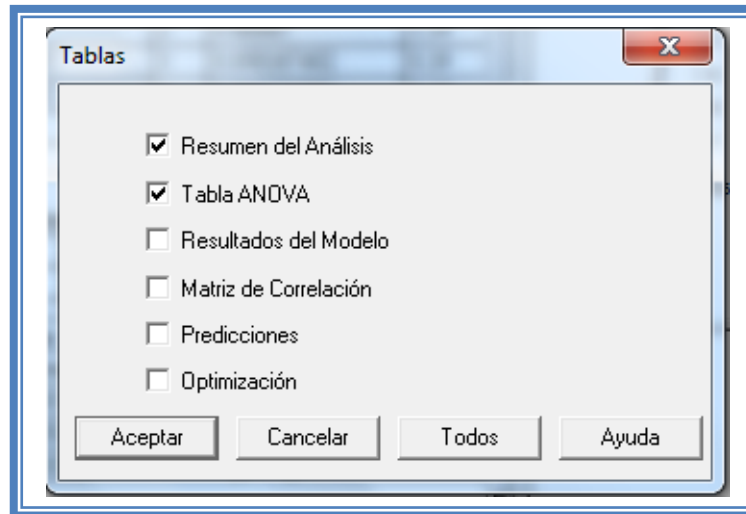 Tablas
Resumen del Análisis
Tabla ANOVA
Resultados del Modelo
Matriz de Correlación
Predicciones
Optimización
Aceptar Cancelar Todos Ayuda